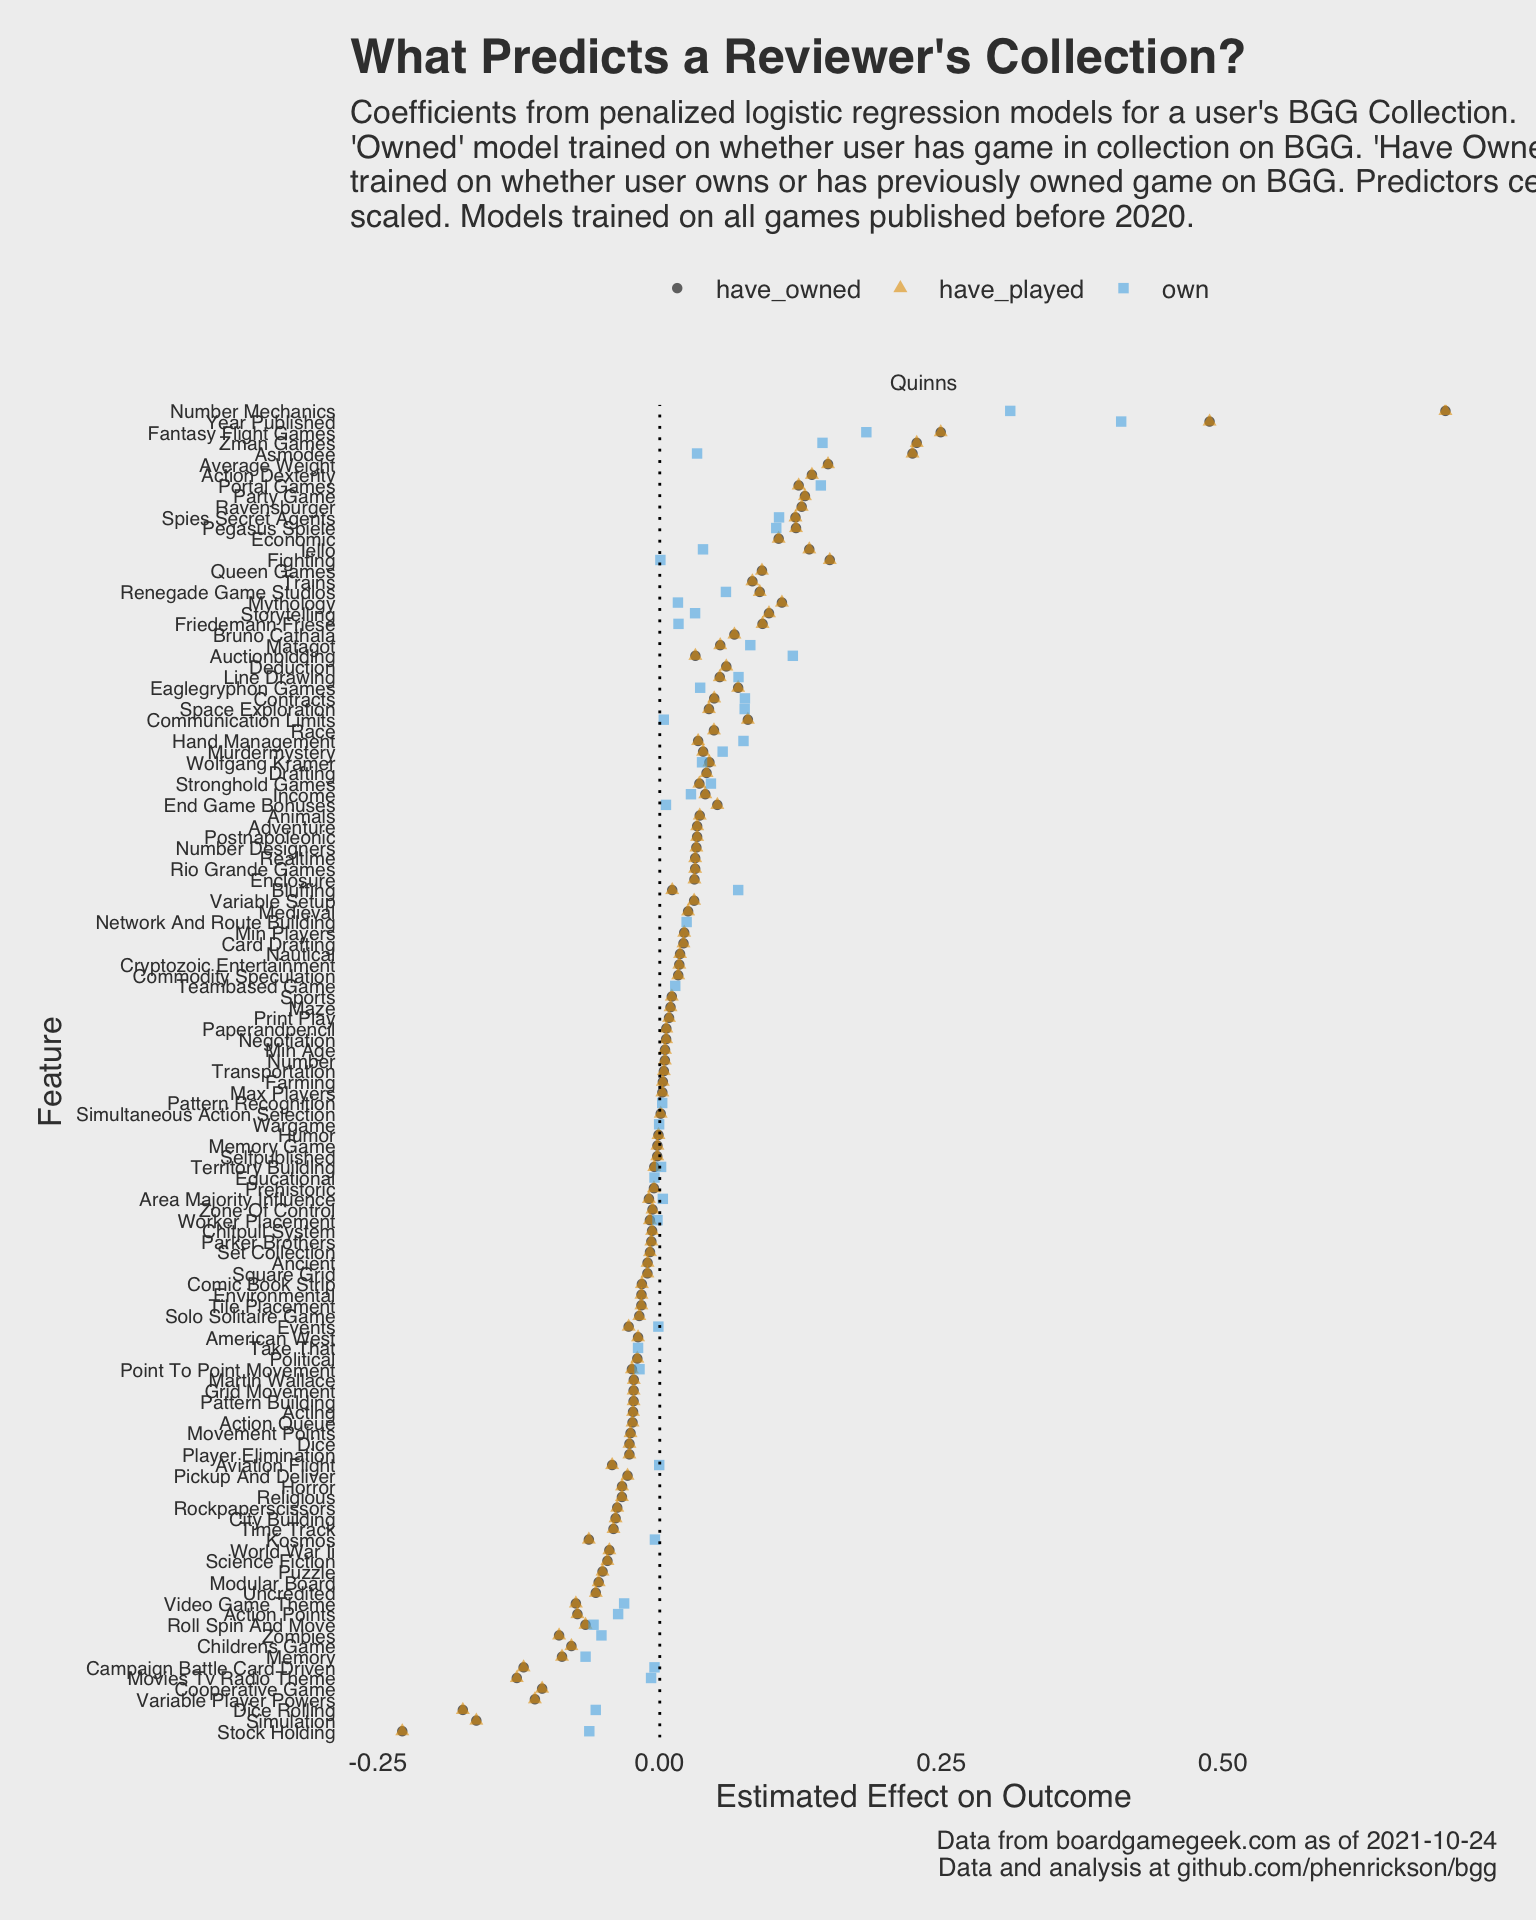 What Predicts a Reviewer's Collection?
Coefficients from penalized logistic regression models for a user's BGG Collection.
'Owned' model trained on whether user has game in collection on BGG. 'Have Owne
trained on whether user owns or has previously owned game on BGG. Predictors ce
scaled. Models trained on all games published before 2020.
have_owned have_played own
Quinns
Number Mechanics
Year Published
Fantasy Flight Games
Zman Games
Asmodee
Average Weight
Action Dexterity
Portal Games
Party Game
Ravensburger
Spies Secret Agents
Pegasus Spiele
Economic
Iello
Fighting
Queen Games
Trains
Renegade Game Studios
Mythology
Storytelling
Friedemann Friese
Bruno Cathala
Matagot
Auctionbidding
Deduction
Line Drawing
Eaglegryphon Games
Contracts
Space Exploration
Communication Limits
Race
Hand Management
Murdermystery
Wolfgang Kramer
Drafting
Stronghold Games
Income
End Game Bonuses
Animals
Adventure
Postnapoleonic
Number Designers
Realtime
Rio Grande Games
Enclosure
Bluffing
Variable Setup
Medieval
Network And Route Building
Min Players
Card Drafting
Nautical
Cryptozoic Entertainment
Commodity Speculation
Teambased Game
Sports
Maze
Print Play
Paperandpencil
Negotiation
Min Age
Number
Transportation
Farming
Max Players
Pattern Recognition
Simultaneous Action Selection
Wargame
Humor
Memory Game
Selfpublished
Territory Building
Educational
Prehistoric
Area Majority Influence
Zone Of Control
Worker Placement
Chitpull System
Parker Brothers
Set Collection
Ancient
Square Grid
Comic Book Strip
Environmental
Tile Placement
Solo Solitaire Game
Events
American West
Take That
Political
Point To Point Movement
Martin Wallace
Grid Movement
Pattern Building
Acting
Action Queue
Movement Points
Dice
Player Elimination
Aviation Flight
Pickup And Deliver
Horror
Religious
Rockpaperscissors
City Building
Time Track
Kosmos
World War Ii
Science Fiction
Puzzle
Modular Board
Uncredited
Video Game Theme
Action Points
Roll Spin And Move
Zombies
Childrens Game
Memory
Campaign Battle Card Driven
Movies Tv Radio Theme
Cooperative Game
Variable Player Powers
Dice Rolling
Simulation
Stock Holding
Feature
-0.25 0.00 0.25 0.50
Estimated Effect on Outcome
Data from boardgamegeek.com as of 2021-10-24
Data and analysis at github.com/phenrickson/bgg